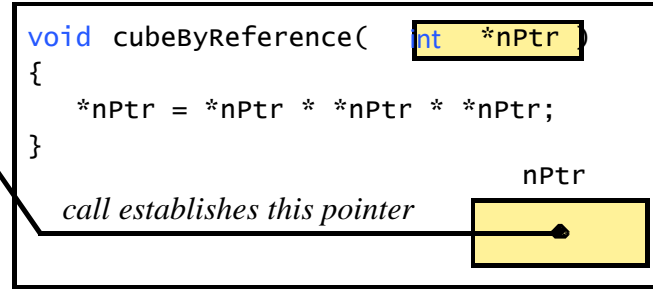 void cubeByReference( int *nPtr )
{
*nPtr = *nPtr * *nPtr * *nPtr;
}
nPtr
call establishes this pointer